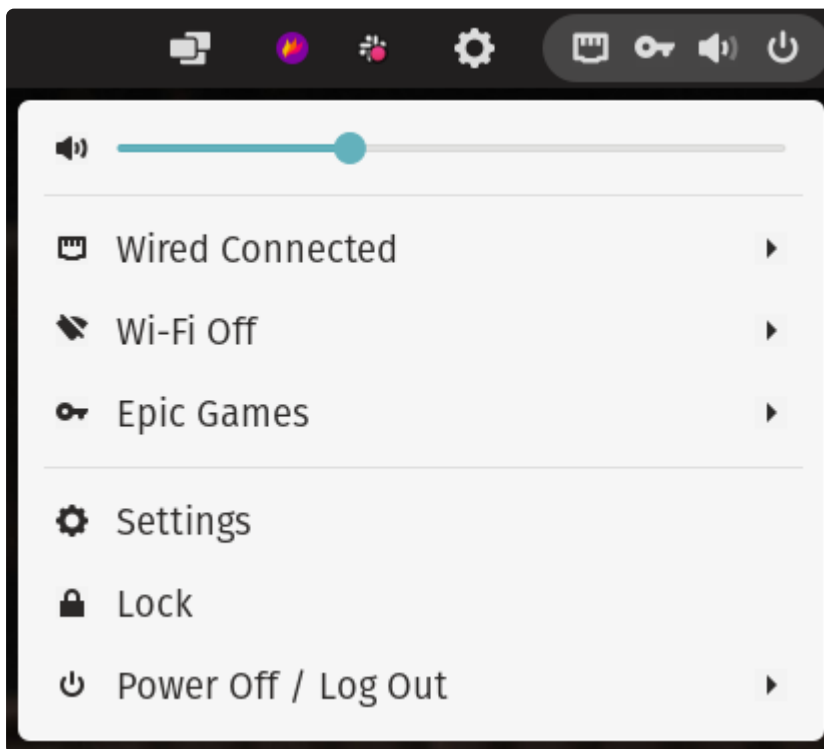 Wired Connected
Wi-Fi Off
Epic Games
Settings
Lock
Power Off / Log Out